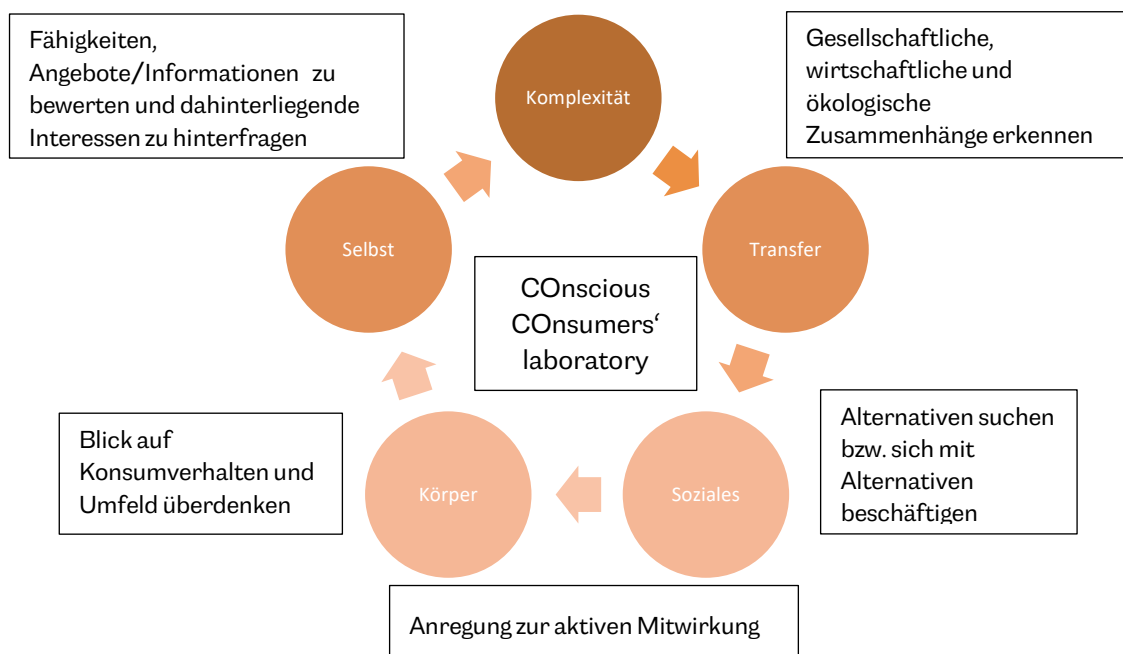 Fähigkeiten,
Angebote/Informationen zu
bewerten und dahinterliegende
Interessen zu hinterfragen
Komplexität
Gesellschaftliche,
wirtschaftliche und
ökologische
Zusammenhänge erkennen
Selbst
Transfer
COnscious
COnsumers‘
laboratory
Blick auf
Konsumverhalten und
Umfeld überdenken
Körper
Soziales
Alternativen suchen
bzw. sich mit
Alternativen
beschäftigen
Anregung zur aktiven Mitwirkung